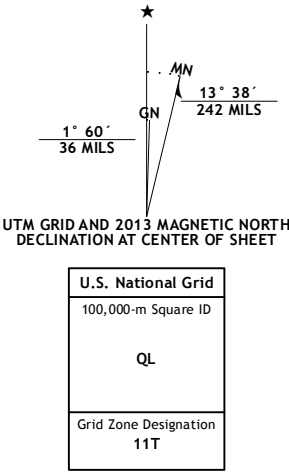 MN
13° 38´
242 MILS
GN
1° 60´
36 MILS
UTM GRID AND 2013 MAGNETIC NORTH
DECLINATION AT CENTER OF SHEET
U.S. National Grid
100,000-m Square ID
QL
Grid Zone Designation
11T